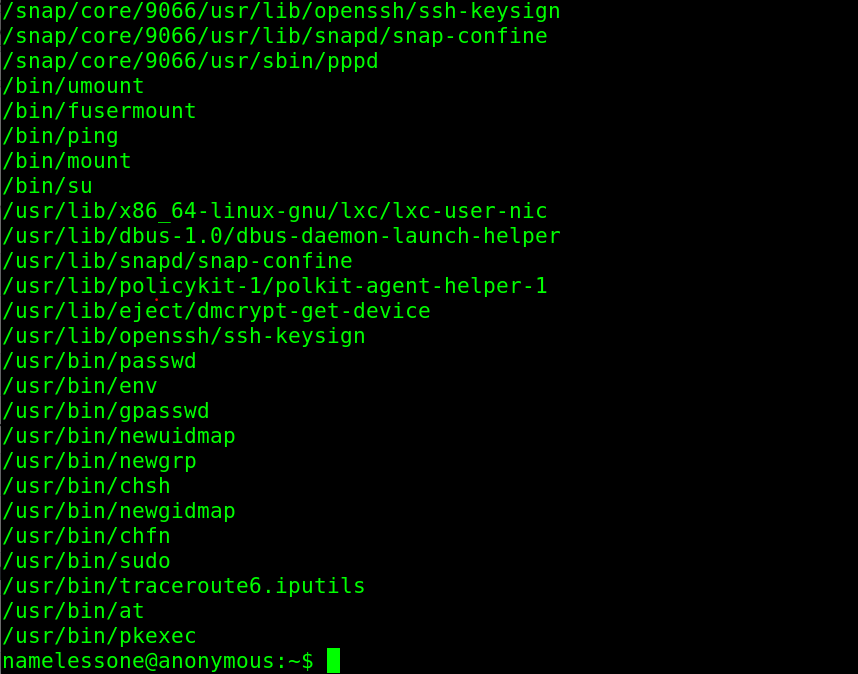 /snap/core/9066/usr/lib/openssh/ssh-keysign
/snap/core/9066/usr/lib/snapd/snap-confine
/snap/core/9066/usr/sbin/pppd
/bin/umount
/bin/fusermount
/bin/ping
/bin/mount
/bin/su
/usr/lib/x86_64-linux-gnu/lxc/lxc-user-nic
/usr/lib/dbus-1.0/dbus-daemon-launch-helper
/usr/lib/snapd/snap-confine
/usr/lib/policykit-1/polkit-agent-helper-1
/usr/lib/eject/dmcrypt-get-device
/usr/lib/openssh/ssh-keysign
/usr/bin/passwd
/usr/bin/env
/usr/bin/gpasswd
/usr/bin/newuidmap
/usr/bin/newgrp
/usr/bin/chsh
/usr/bin/newgidmap
/usr/bin/chfn
/usr/bin/sudo
/usr/bin/traceroute6.iputils
/usr/bin/at
/usr/bin/pkexec
namelessone@anonymous:~$